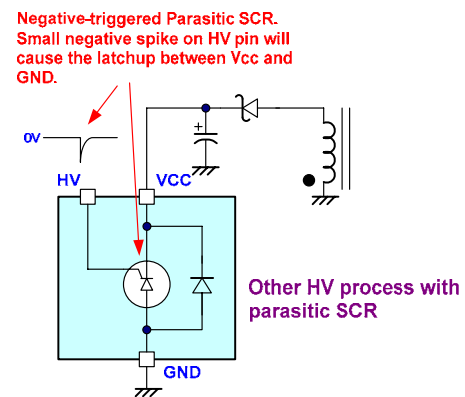 Negative-triggered Parasitic SCR.
Small negative spike on HV pin will
cause the latchup between Vcc and
GND.
0V
+
HV
VCC
Other HV process with
parasitic SCR
GND